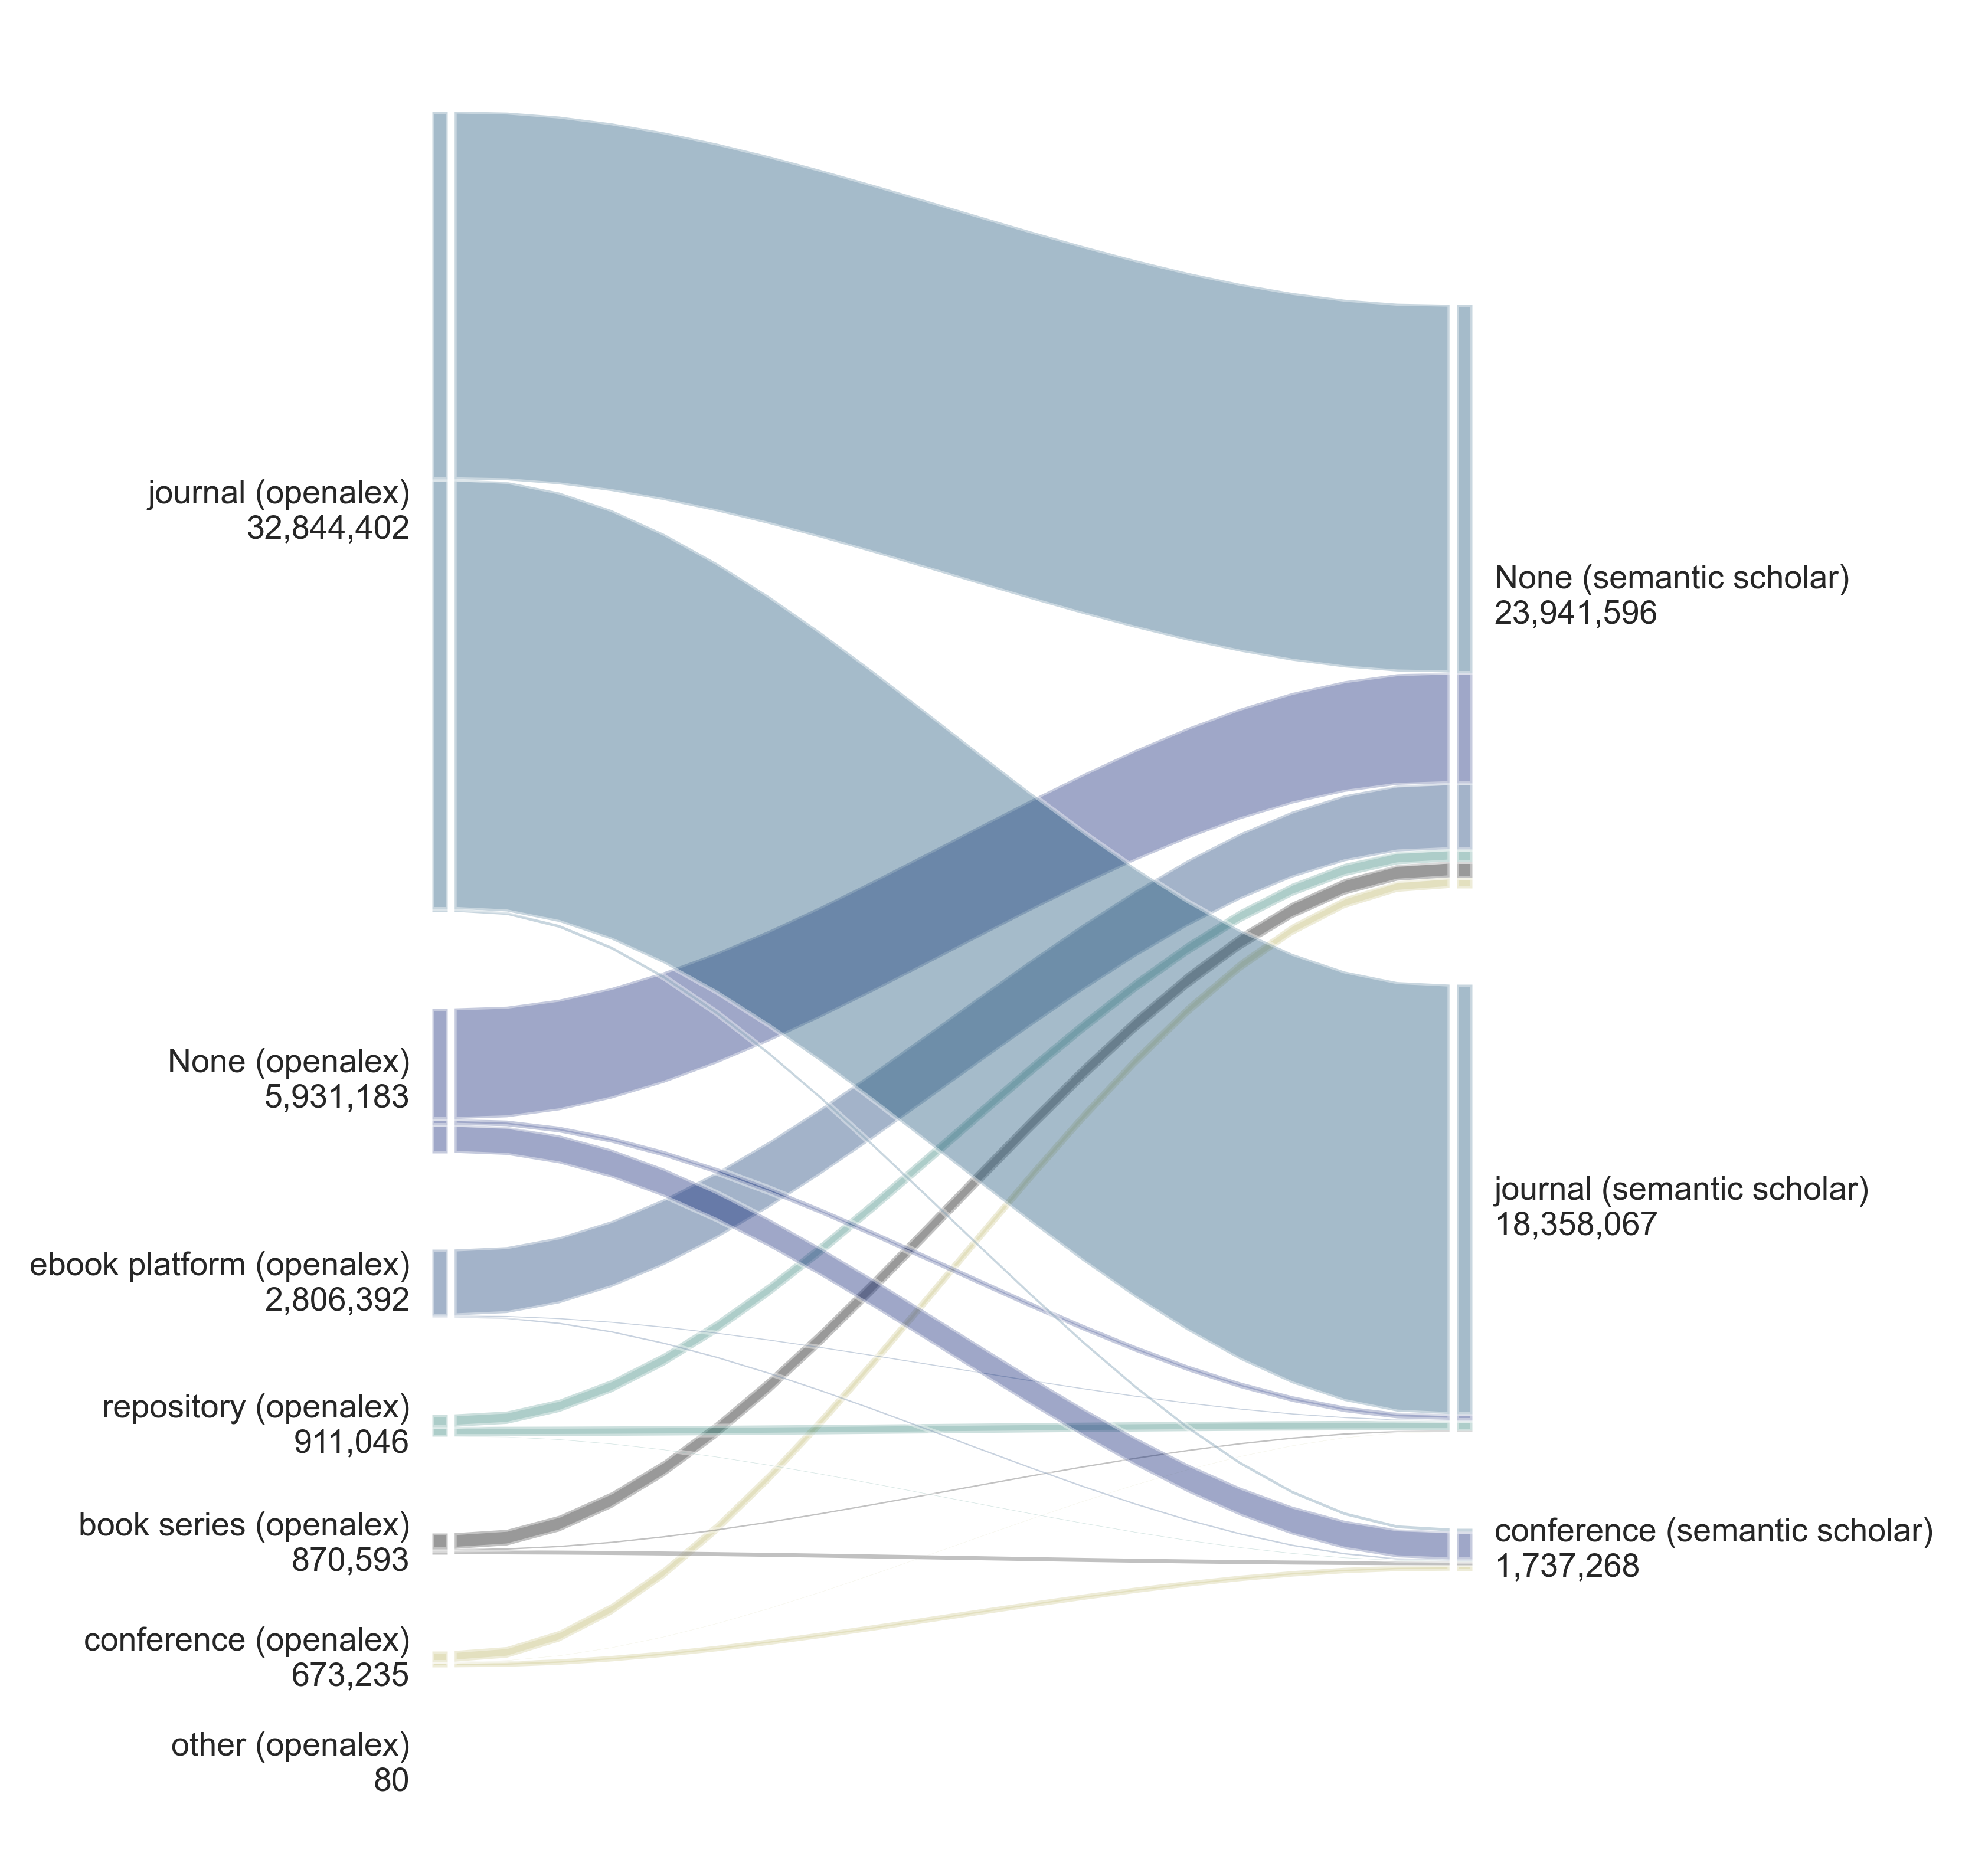 journal (openalex)
32,844,402
None (openalex)
5,931,183
ebook platform (openalex)
2,806,392
repository (openalex)
911,046
book series (openalex)
870,593
conference (openalex)
673,235
other (openalex)
80
None (semantic scholar)
23,941,596
journal (semantic scholar)
18,358,067
conference (semantic scholar)
1,737,268